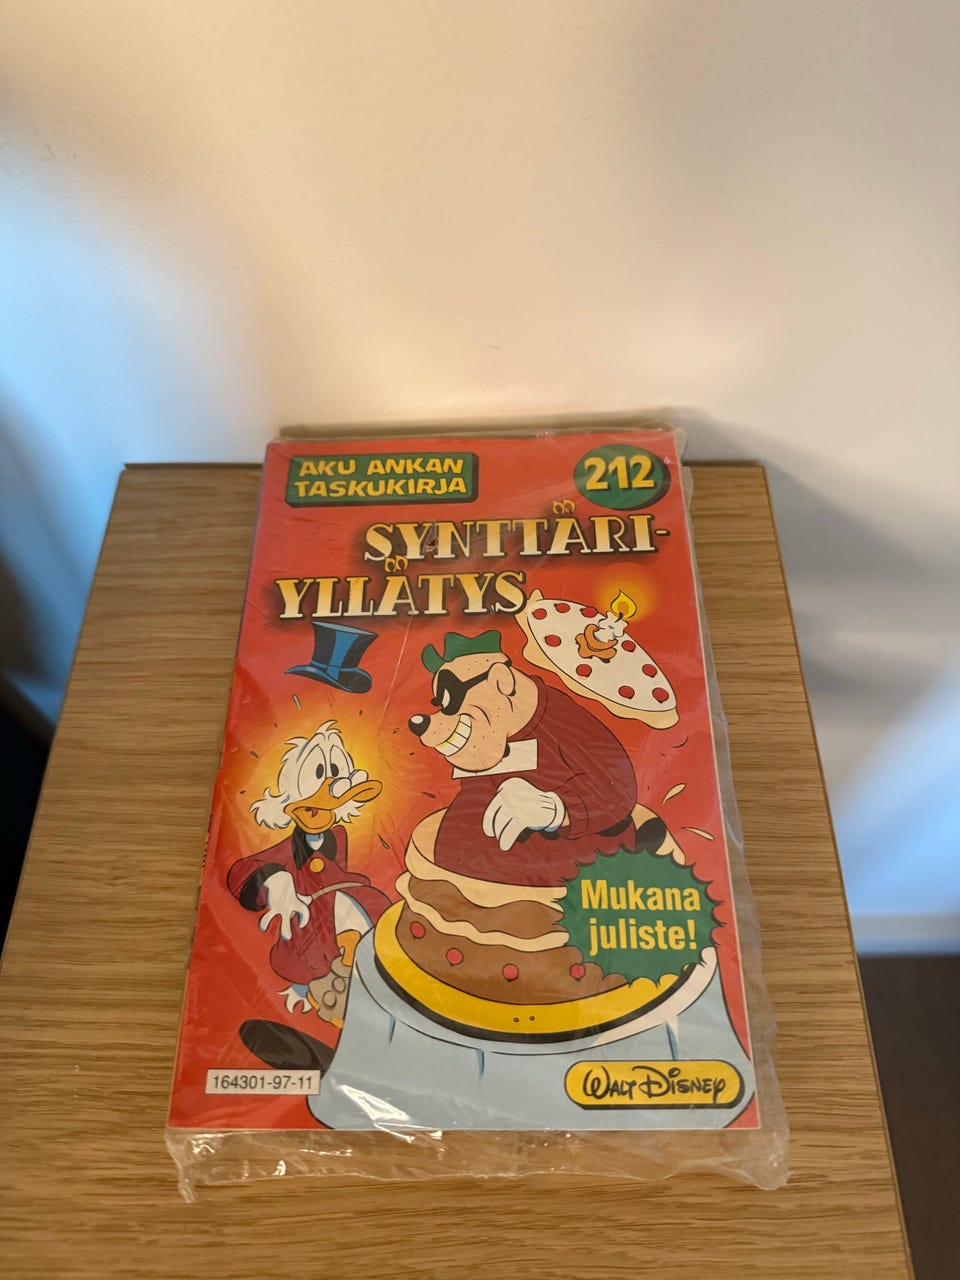 AKU ANKAN
TASKUKIRJA
212
SYNTTÄRI-
YLLÄTYS
Mukana
juliste!
164301-97-11
WALT DISNEY